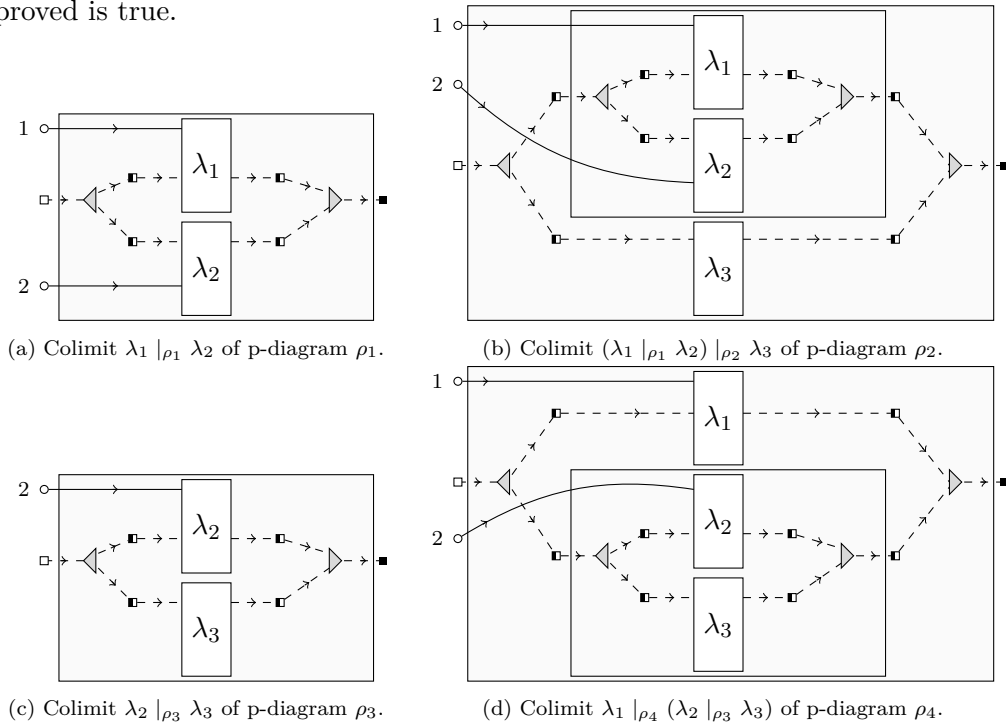 proved is true.
1
λ₁
λ₂
2
(a) Colimit λ₁ |ρ₁ λ₂ of p-diagram ρ₁.
1
λ₁
2
λ₂
λ₃
(b) Colimit (λ₁ |ρ₁ λ₂) |ρ₂ λ₃ of p-diagram ρ₂.
2
λ₂
λ₃
(c) Colimit λ₂ |ρ₃ λ₃ of p-diagram ρ₃.
1
λ₁
λ₂
2
λ₃
(d) Colimit λ₁ |ρ₄ (λ₂ |ρ₃ λ₃) of p-diagram ρ₄.